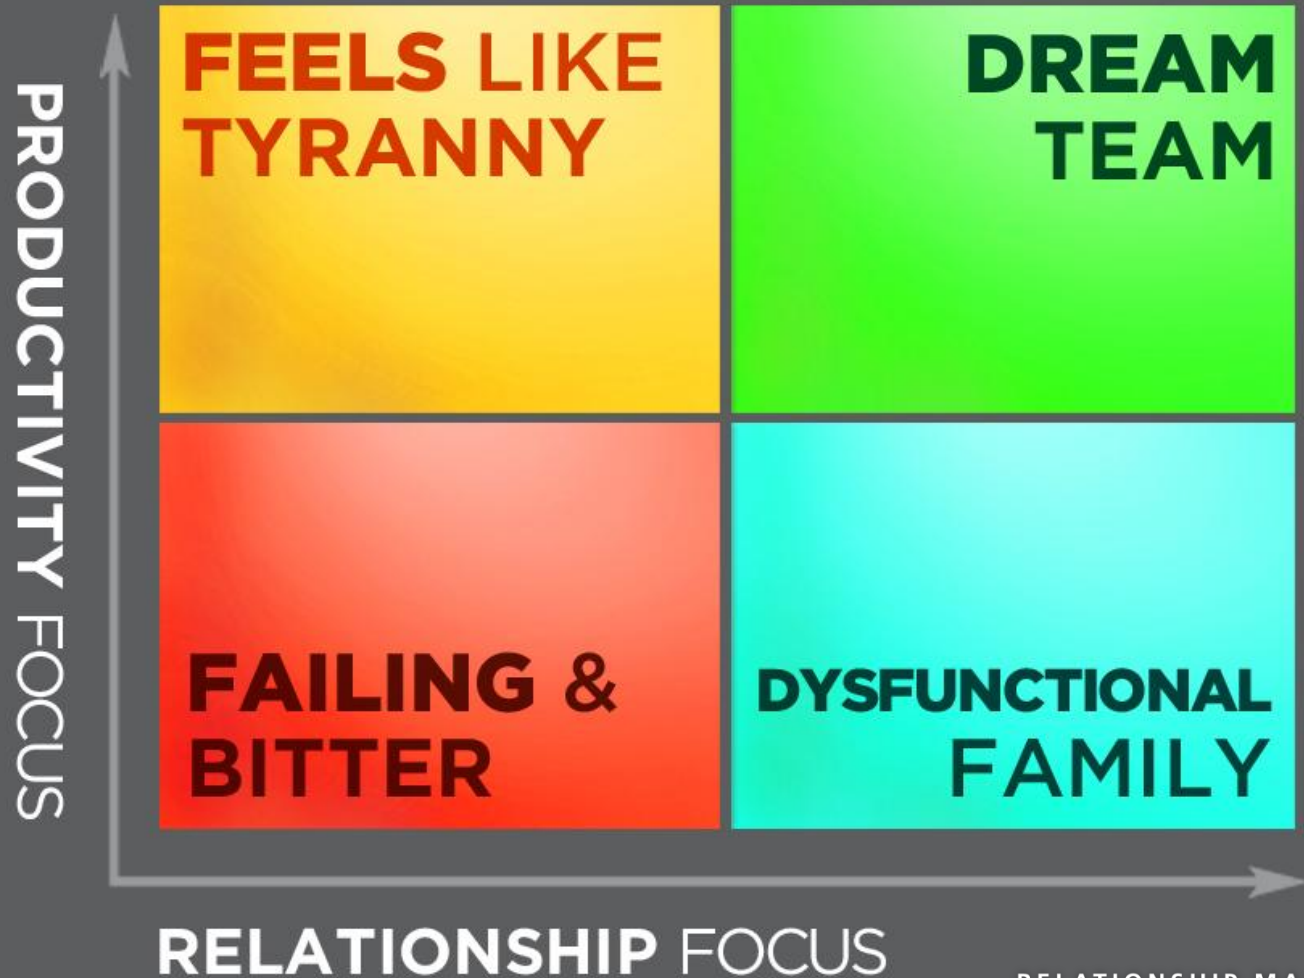 FEELS LIKE
TYRANNY
DREAM
TEAM
PRODUCTIVITY FOCUS
FAILING &
BITTER
DYSFUNCTIONAL
FAMILY
RELATIONSHIP FOCUS